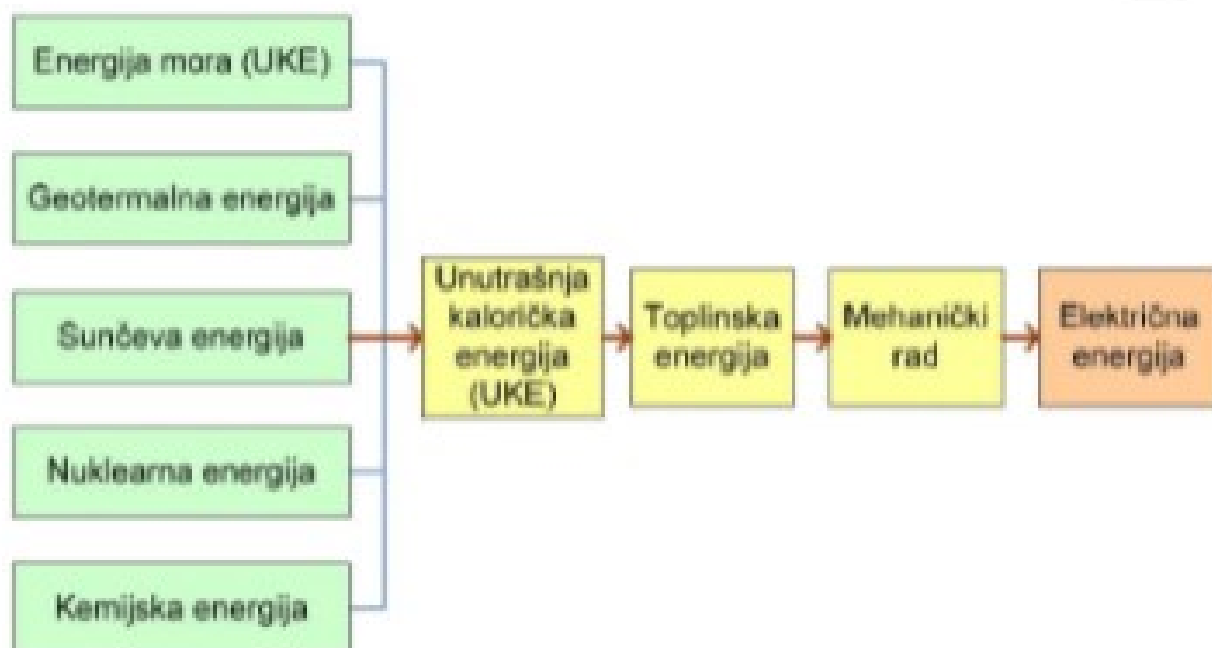 Energija mora (UKE)
Geotermalna energija
Sunčeva energija
Nuklearna energija
Kemijska energija
Unutrašnja
kalorička
energija
(UKE)
Toplinska
energija
Mehanički
rad
Električna
energija